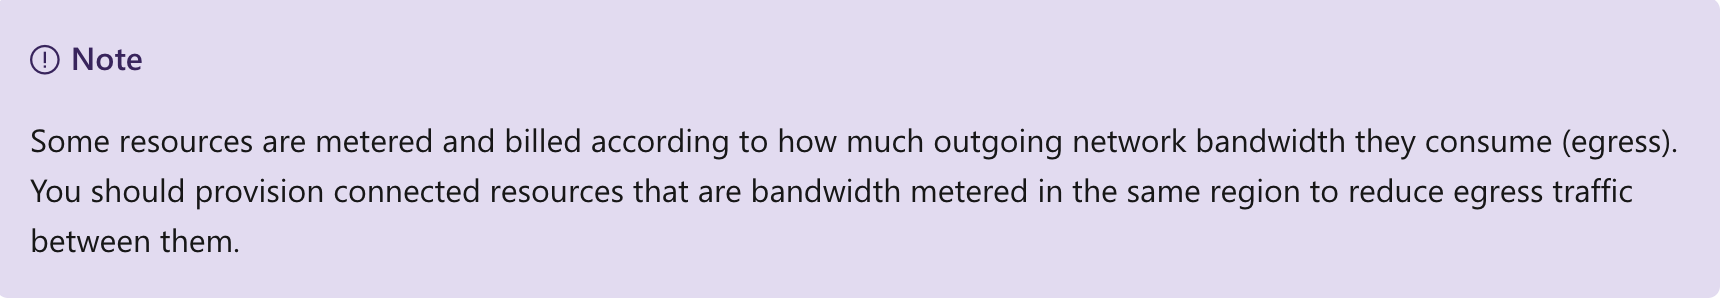 Note
Some resources are metered and billed according to how much outgoing network bandwidth they consume (egress).
You should provision connected resources that are bandwidth metered in the same region to reduce egress traffic
between them.